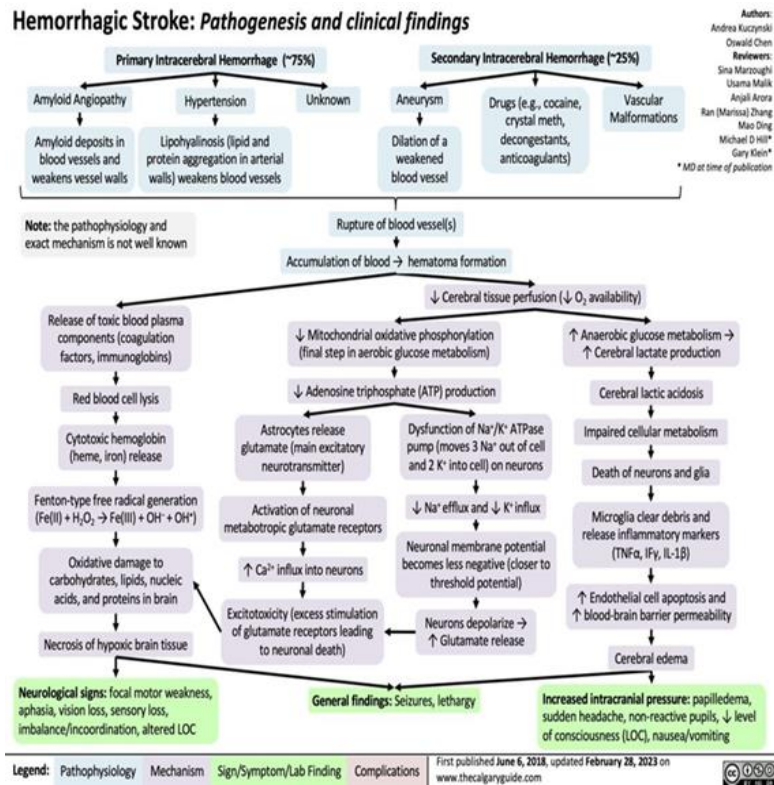 Hemorrhagic Stroke: Pathogenesis and clinical findings
Authors:
Andrea Kuczynski
Oswald Chen
Reviewers:
Sina Marzoughi
Usama Malik
Anjali Arora
Ran (Marissa) Zhang
Mao Ding
Michael D Hill*
Gary Klein*
* MD at time of publication
Primary Intracerebral Hemorrhage (~75%)
Secondary Intracerebral Hemorrhage (~25%)
Amyloid Angiopathy
Hypertension
Unknown
Aneurysm
Drugs (e.g., cocaine,
crystal meth,
decongestants,
anticoagulants)
Vascular
Malformations
Amyloid deposits in
blood vessels and
weakens vessel walls
Lipohyalinosis (lipid and
protein aggregation in arterial
walls) weakens blood vessels
Dilation of a
weakened
blood vessel
Note: the pathophysiology and
exact mechanism is not well known
Rupture of blood vessel(s)
Accumulation of blood → hematoma formation
↓ Cerebral tissue perfusion (↓ O₂ availability)
Release of toxic blood plasma
components (coagulation
factors, immunoglobins)
Red blood cell lysis
Cytotoxic hemoglobin
(heme, iron) release
Fenton-type free radical generation
(Fe(II) + H₂O₂ → Fe(III) + OH⁻ + OH•)
Oxidative damage to
carbohydrates, lipids, nucleic
acids, and proteins in brain
Necrosis of hypoxic brain tissue
↓ Mitochondrial oxidative phosphorylation
(final step in aerobic glucose metabolism)
↓ Adenosine triphosphate (ATP) production
Astrocytes release
glutamate (main excitatory
neurotransmitter)
Activation of neuronal
metabotropic glutamate receptors
↑ Ca²⁺ influx into neurons
Excitotoxicity (excess stimulation
of glutamate receptors leading
to neuronal death)
Dysfunction of Na⁺/K⁺ ATPase
pump (moves 3 Na⁺ out of cell
and 2 K⁺ into cell) on neurons
↓ Na⁺ efflux and ↓ K⁺ influx
Neuronal membrane potential
becomes less negative (closer to
threshold potential)
Neurons depolarize →
↑ Glutamate release
↑ Anaerobic glucose metabolism →
↑ Cerebral lactate production
Cerebral lactic acidosis
Impaired cellular metabolism
Death of neurons and glia
Microglia clear debris and
release inflammatory markers
(TNFα, IFγ, IL-1β)
↑ Endothelial cell apoptosis and
↑ blood-brain barrier permeability
Cerebral edema
Neurological signs: focal motor weakness,
aphasia, vision loss, sensory loss,
imbalance/incoordination, altered LOC
General findings: Seizures, lethargy
Increased intracranial pressure: papilledema,
sudden headache, non-reactive pupils, ↓ level
of consciousness (LOC), nausea/vomiting
Legend: Pathophysiology Mechanism Sign/Symptom/Lab Finding Complications
First published June 6, 2018, updated February 28, 2023 on
www.thecalgaryguide.com